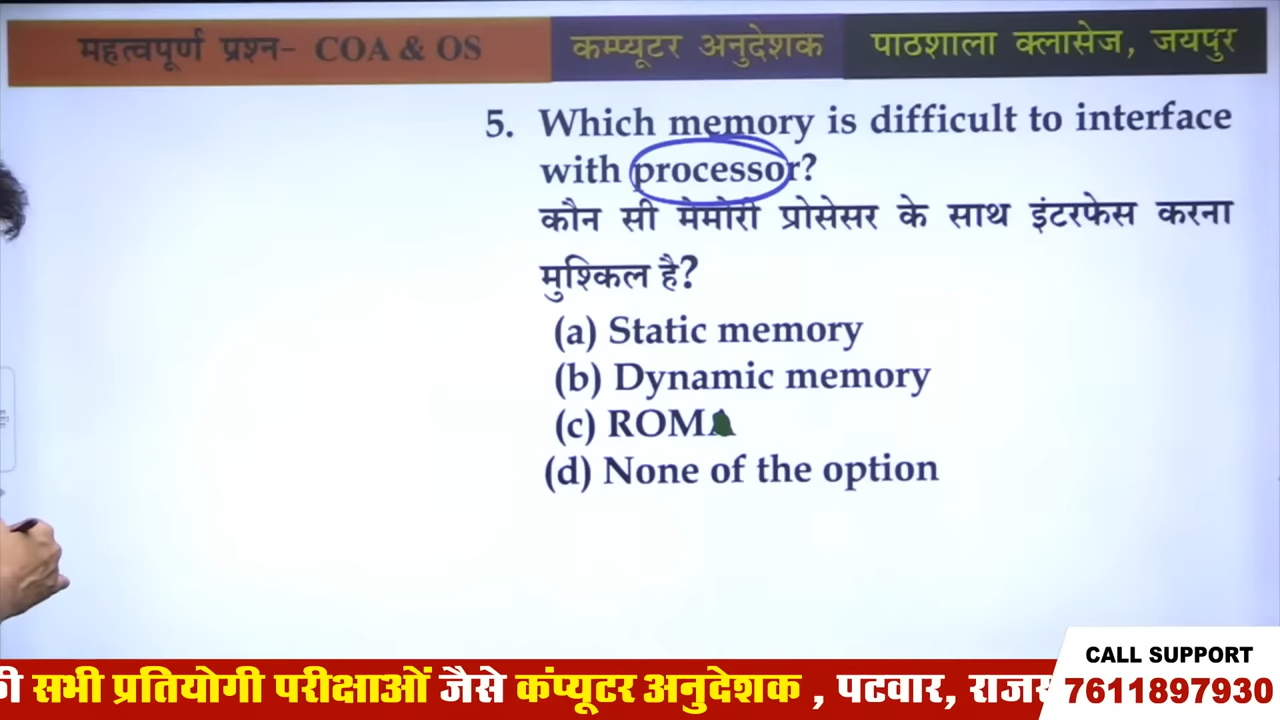 महत्वपूर्ण प्रश्न- COA & OS कम्प्यूटर अनुदेशक पाठशाला क्लासेज, जयपुर
5. Which memory is difficult to interface
with processor?
कौन सी मेमोरी प्रोसेसर के साथ इंटरफेस करना
मुश्किल है?
(a) Static memory
(b) Dynamic memory
(c) ROM
(d) None of the option
CALL SUPPORT
7611897930
की सभी प्रतियोगी परीक्षाओं जैसे कंप्यूटर अनुदेशक , पटवार,